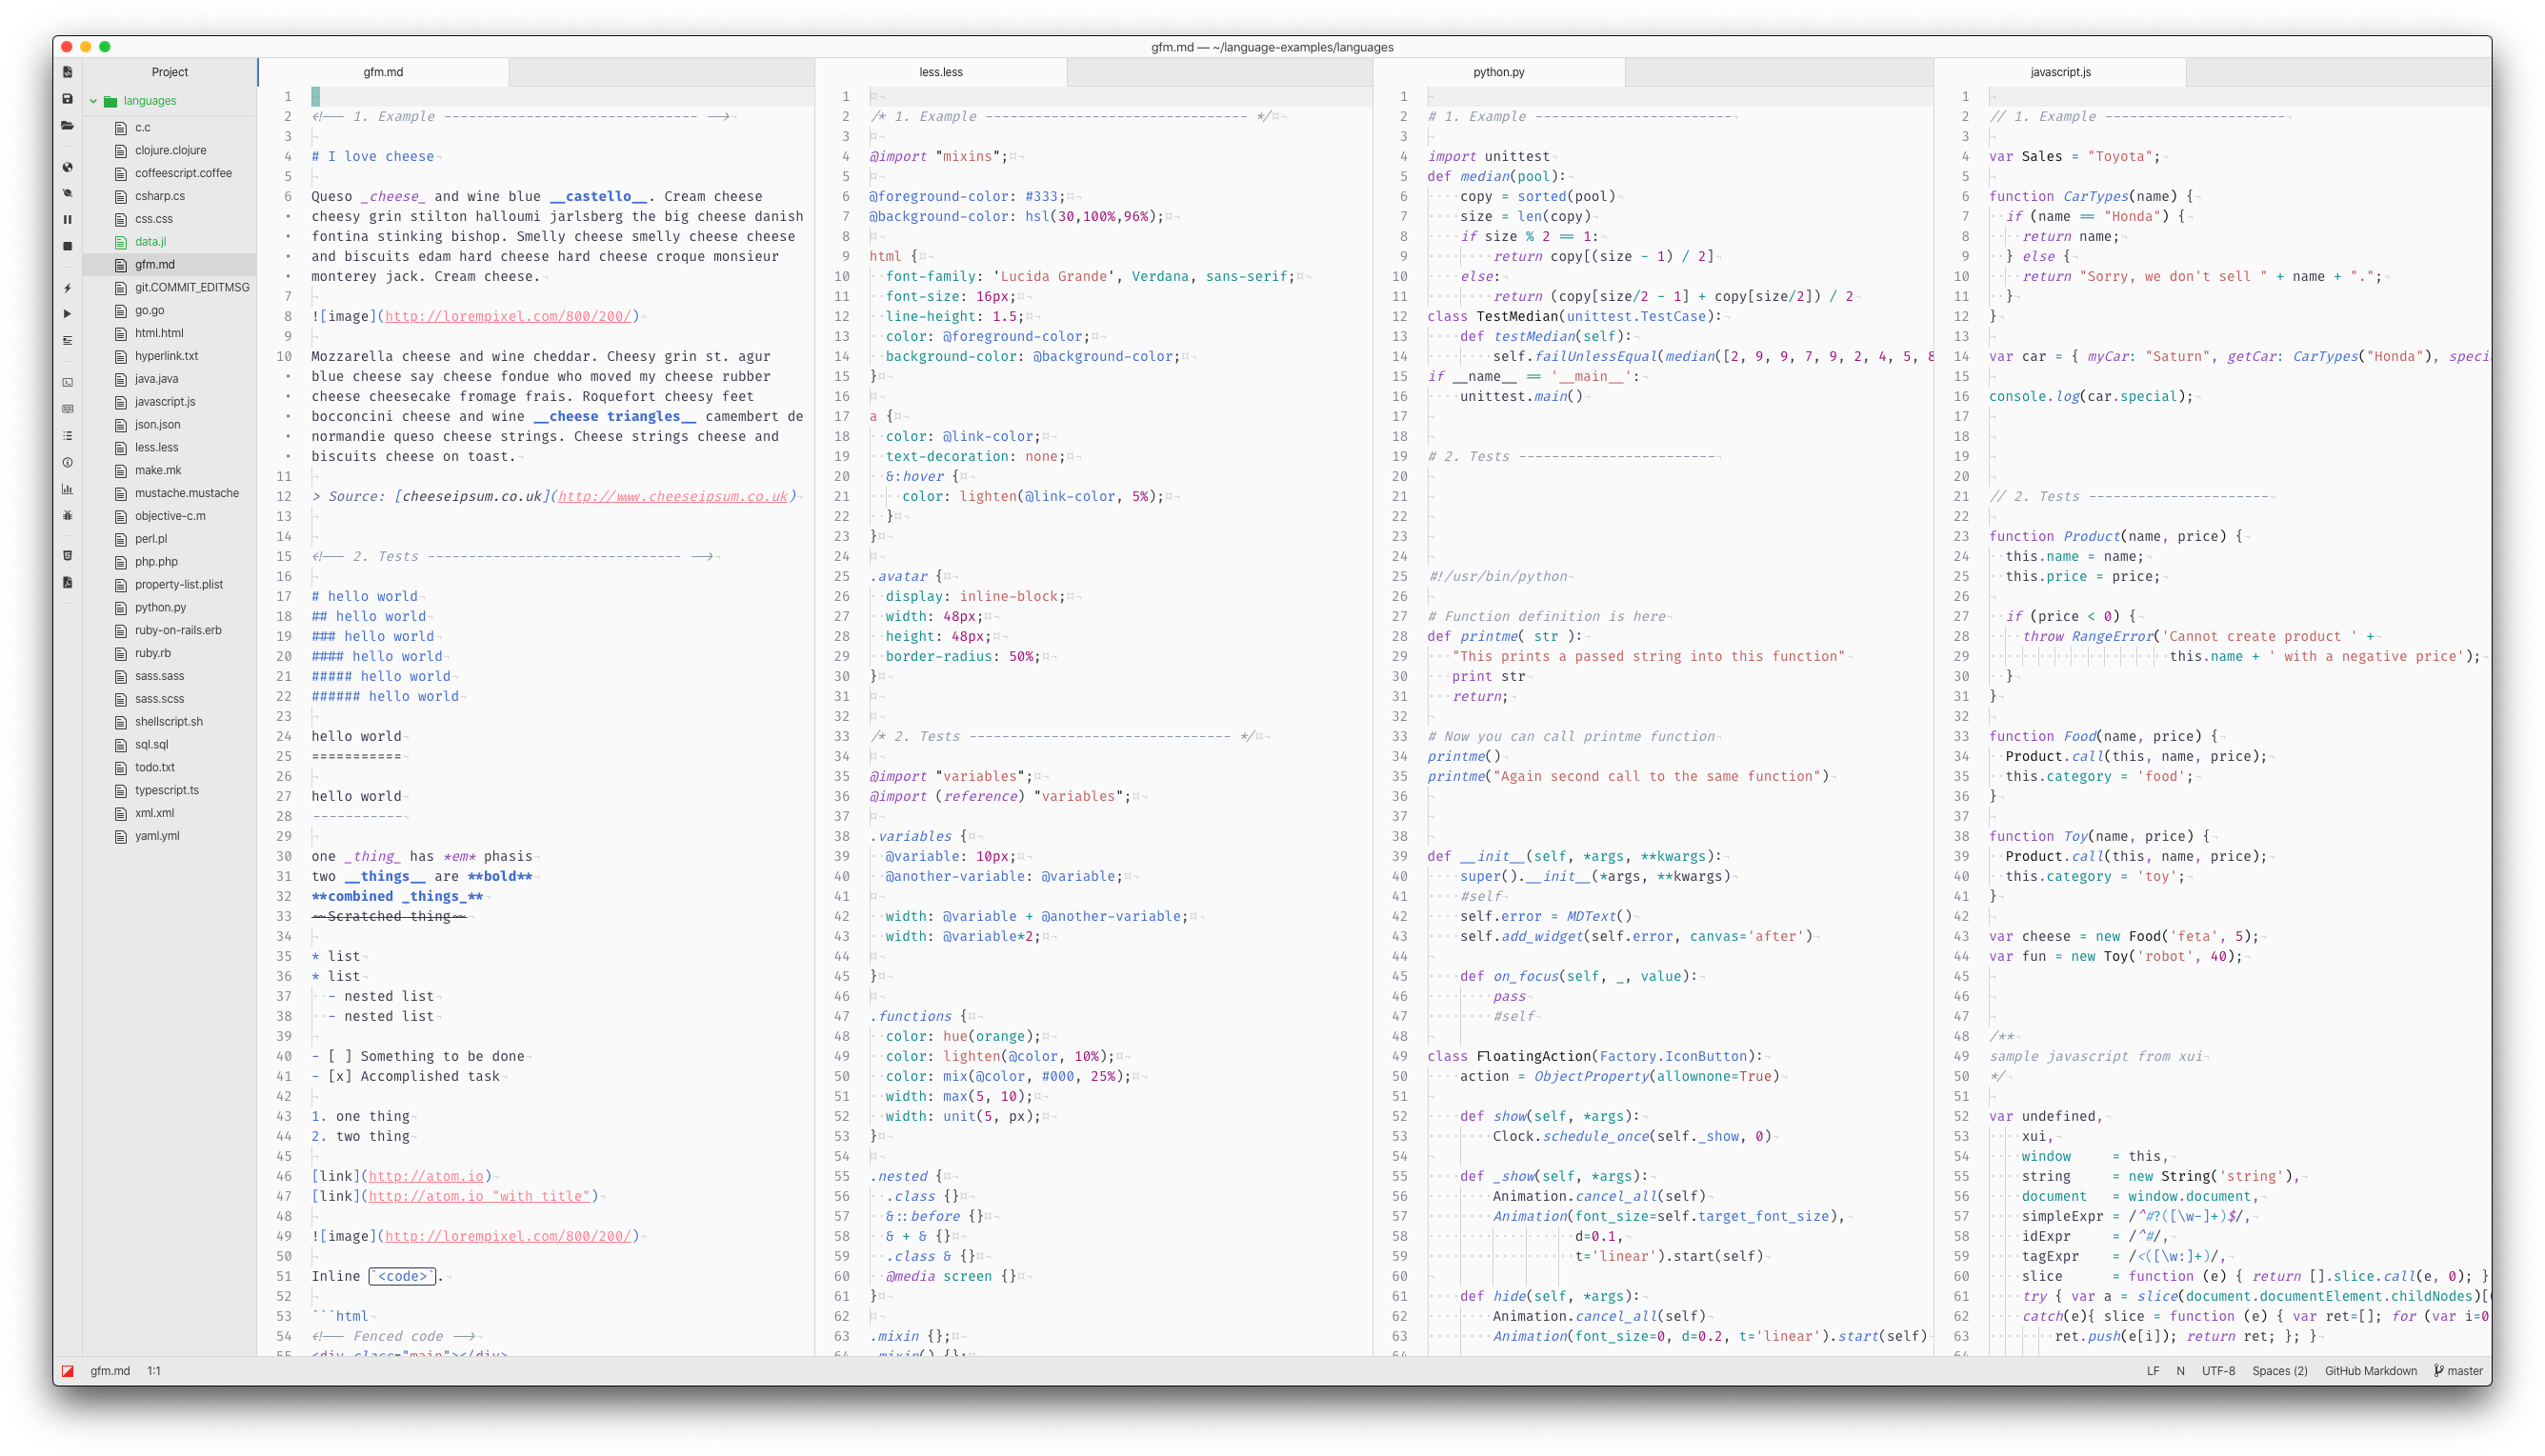 gfm.md — ~/language-examples/languages
Project
languages
c.c
clojure.clojure
coffeescript.coffee
csharp.cs
css.css
data.jl
gfm.md
git.COMMIT_EDITMSG
go.go
html.html
hyperlink.txt
java.java
javascript.js
json.json
less.less
make.mk
mustache.mustache
objective-c.m
perl.pl
php.php
property-list.plist
python.py
ruby-on-rails.erb
ruby.rb
sass.sass
sass.scss
shellscript.sh
sql.sql
todo.txt
typescript.ts
xml.xml
yaml.yml
gfm.md
1
2 <!-- 1. Example ------------------------------- -->
3
4 # I love cheese
5
6 Queso _cheese_ and wine blue __castello__. Cream cheese
• cheesy grin stilton halloumi jarlsberg the big cheese danish
• fontina stinking bishop. Smelly cheese smelly cheese cheese
• and biscuits edam hard cheese hard cheese croque monsieur
• monterey jack. Cream cheese.
7
8 ![image](http://lorempixel.com/800/200/)
9
10 Mozzarella cheese and wine cheddar. Cheesy grin st. agur
• blue cheese say cheese fondue who moved my cheese rubber
• cheese cheesecake fromage frais. Roquefort cheesy feet
• bocconcini cheese and wine __cheese triangles__ camembert de
• normandie queso cheese strings. Cheese strings cheese and
• biscuits cheese on toast.
11
12 > Source: [cheeseipsum.co.uk](http://www.cheeseipsum.co.uk)
13
14
15 <!-- 2. Tests ------------------------------- -->
16
17 # hello world
18 ## hello world
19 ### hello world
20 #### hello world
21 ##### hello world
22 ###### hello world
23
24 hello world
25 ===========
26
27 hello world
28 -----------
29
30 one _thing_ has *em* phasis
31 two __things__ are **bold**
32 **combined _things_**
33 ~~Scratched thing~~
34
35 * list
36 * list
37   - nested list
38   - nested list
39
40 - [ ] Something to be done
41 - [x] Accomplished task
42
43 1. one thing
44 2. two thing
45
46 [link](http://atom.io)
47 [link](http://atom.io "with title")
48
49 ![image](http://lorempixel.com/800/200/)
50
51 Inline `<code>`.
52
53 ```html
54 <!-- Fenced code -->
55 <div class="main"></div>
less.less
1
2 /* 1. Example -------------------------------- */
3
4 @import "mixins";
5
6 @foreground-color: #333;
7 @background-color: hsl(30,100%,96%);
8
9 html {
10   font-family: 'Lucida Grande', Verdana, sans-serif;
11   font-size: 16px;
12   line-height: 1.5;
13   color: @foreground-color;
14   background-color: @background-color;
15 }
16
17 a {
18   color: @link-color;
19   text-decoration: none;
20   &:hover {
21     color: lighten(@link-color, 5%);
22   }
23 }
24
25 .avatar {
26   display: inline-block;
27   width: 48px;
28   height: 48px;
29   border-radius: 50%;
30 }
31
32
33 /* 2. Tests -------------------------------- */
34
35 @import "variables";
36 @import (reference) "variables";
37
38 .variables {
39   @variable: 10px;
40   @another-variable: @variable;
41
42   width: @variable + @another-variable;
43   width: @variable*2;
44
45 }
46
47 .functions {
48   color: hue(orange);
49   color: lighten(@color, 10%);
50   color: mix(@color, #000, 25%);
51   width: max(5, 10);
52   width: unit(5, px);
53 }
54
55 .nested {
56   .class {}
57   &::before {}
58   & + & {}
59   .class & {}
60   @media screen {}
61 }
62
63 .mixin {};
64 .mixin() {};
python.py
1
2 # 1. Example ------------------------
3
4 import unittest
5 def median(pool):
6     copy = sorted(pool)
7     size = len(copy)
8     if size % 2 == 1:
9         return copy[(size - 1) / 2]
10     else:
11         return (copy[size/2 - 1] + copy[size/2]) / 2
12 class TestMedian(unittest.TestCase):
13     def testMedian(self):
14         self.failUnlessEqual(median([2, 9, 9, 7, 9, 2, 4, 5, 8
15 if __name__ == '__main__':
16     unittest.main()
17
18
19 # 2. Tests ------------------------
20
21
22
23
24
25 #!/usr/bin/python
26
27 # Function definition is here
28 def printme( str ):
29    "This prints a passed string into this function"
30    print str
31    return;
32
33 # Now you can call printme function
34 printme()
35 printme("Again second call to the same function")
36
37
38
39 def __init__(self, *args, **kwargs):
40     super().__init__(*args, **kwargs)
41     #self
42     self.error = MDText()
43     self.add_widget(self.error, canvas='after')
44
45     def on_focus(self, _, value):
46         pass
47         #self
48
49 class FloatingAction(Factory.IconButton):
50     action = ObjectProperty(allownone=True)
51
52     def show(self, *args):
53         Clock.schedule_once(self._show, 0)
54
55     def _show(self, *args):
56         Animation.cancel_all(self)
57         Animation(font_size=self.target_font_size),
58                   d=0.1,
59                   t='linear').start(self)
60
61     def hide(self, *args):
62         Animation.cancel_all(self)
63         Animation(font_size=0, d=0.2, t='linear').start(self)
64
javascript.js
1
2 // 1. Example ----------------------
3
4 var Sales = "Toyota";
5
6 function CarTypes(name) {
7   if (name == "Honda") {
8     return name;
9   } else {
10     return "Sorry, we don't sell " + name + ".";
11   }
12 }
13
14 var car = { myCar: "Saturn", getCar: CarTypes("Honda"), speci
15
16 console.log(car.special);
17
18
19
20
21 // 2. Tests ----------------------
22
23 function Product(name, price) {
24   this.name = name;
25   this.price = price;
26
27   if (price < 0) {
28     throw RangeError('Cannot create product ' +
29                       this.name + ' with a negative price');
30   }
31 }
32
33 function Food(name, price) {
34   Product.call(this, name, price);
35   this.category = 'food';
36 }
37
38 function Toy(name, price) {
39   Product.call(this, name, price);
40   this.category = 'toy';
41 }
42
43 var cheese = new Food('feta', 5);
44 var fun = new Toy('robot', 40);
45
46
47
48 /**
49 sample javascript from xui
50 */
51
52 var undefined,
53     xui,
54     window     = this,
55     string     = new String('string'),
56     document   = window.document,
57     simpleExpr = /^#?([\w-]+)$/,
58     idExpr     = /^#/,
59     tagExpr    = /<([\w:]+)/,
60     slice      = function (e) { return [].slice.call(e, 0); }
61     try { var a = slice(document.documentElement.childNodes)[
62     catch(e){ slice = function (e) { var ret=[]; for (var i=0
63         ret.push(e[i]); return ret; }; }
64
gfm.md 1:1
LF N UTF-8 Spaces (2) GitHub Markdown master